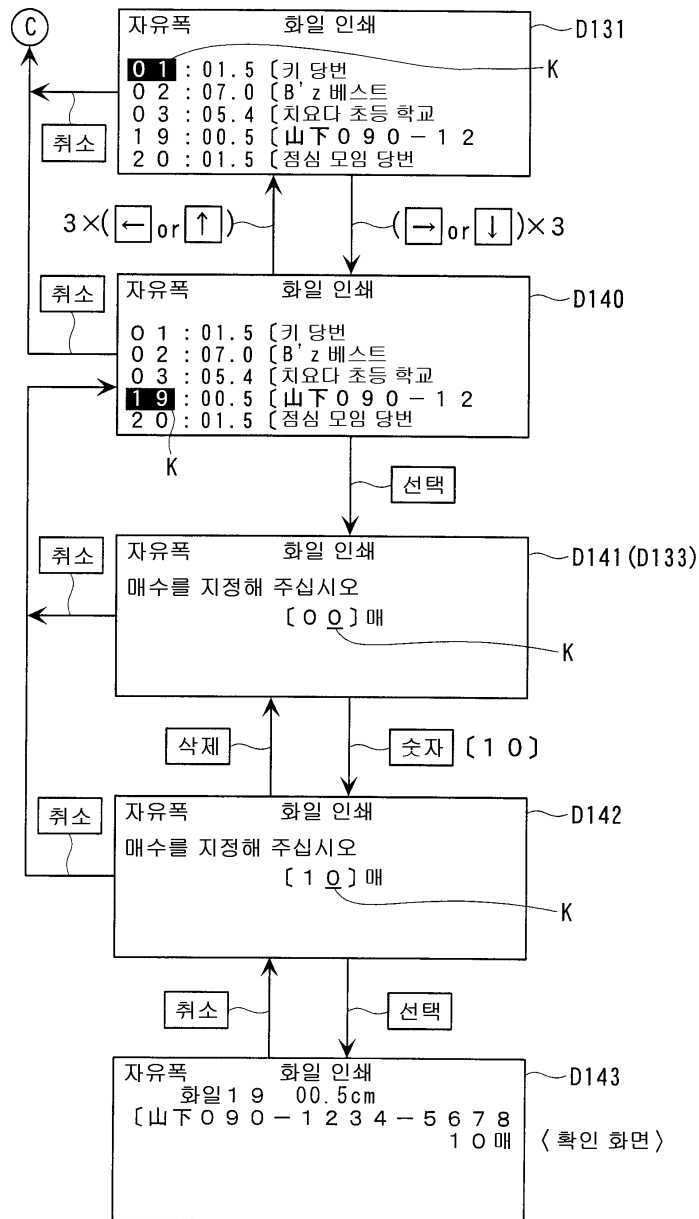 C
자유폭 화일 인쇄
D131
01:01.5〔키 당번
K
02:07.0〔B'z 베스트
03:05.4〔치요다 초등 학교
19:00.5〔山下090-12
20:01.5〔점심 모임 당번
취소
3×(← or ↑)
(→ or ↓)×3
취소
자유폭 화일 인쇄
D140
01:01.5〔키 당번
02:07.0〔B'z 베스트
03:05.4〔치요다 초등 학교
19:00.5〔山下090-12
20:01.5〔점심 모임 당번
K
선택
취소
자유폭 화일 인쇄
D141(D133)
매수를 지정해 주십시오
〔00〕매
K
삭제
숫자〔10〕
취소
자유폭 화일 인쇄
D142
매수를 지정해 주십시오
〔10〕매
K
취소
선택
자유폭 화일 인쇄
D143
화일19 00.5cm
〔山下090-1234-5678
10매
〈확인 화면〉